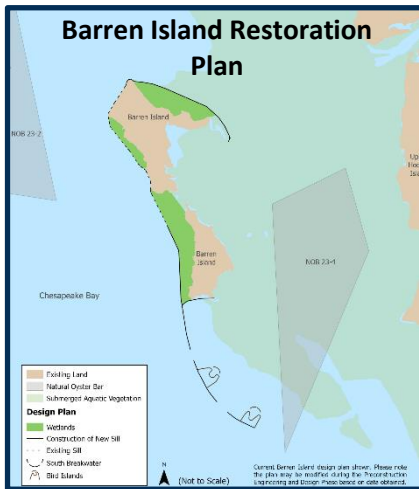 Barren Island Restoration
Plan
NOB 23-2
Barren Island
Barren
Island
NOB 23-4
Chesapeake Bay
Existing Land
Natural Oyster Bar
Submerged Aquatic Vegetation
Design Plan
Wetlands
Construction of New Sill
Existing Sill
South Breakwater
Bird Islands
N
(Not to Scale)
Current Barren Island design plan shown. Please note
the plan may be modified during the Preconstruction
Engineering and Design Phase based on data obtained.